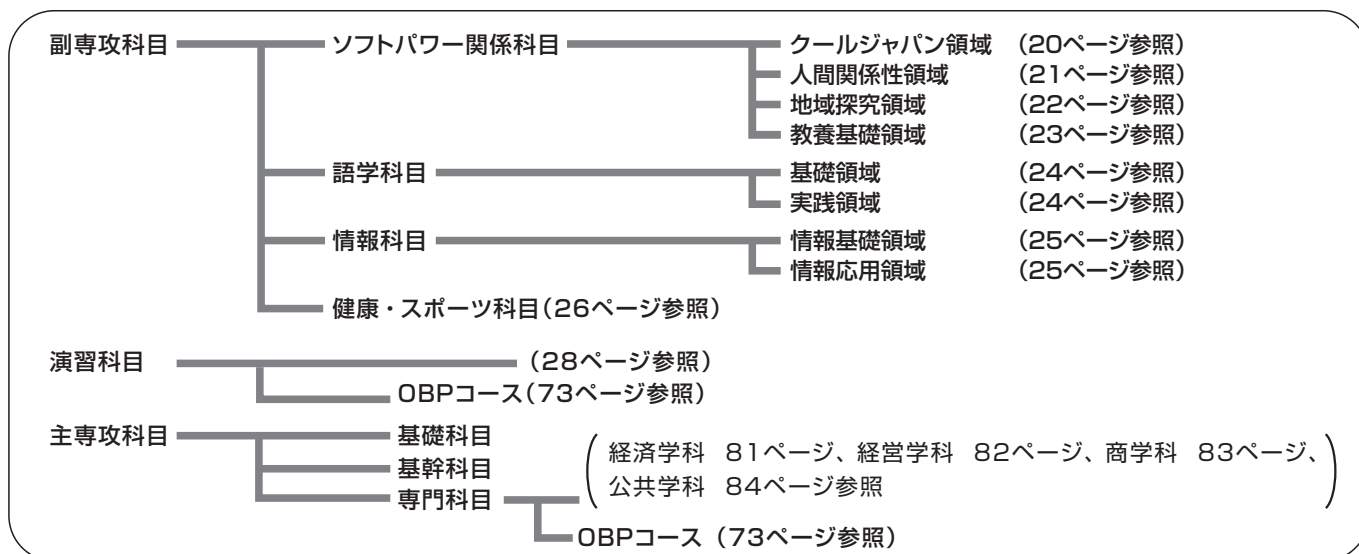 副専攻科目 ソフトパワー関係科目 クールジャパン領域 （20ページ参照）
人間関係性領域 （21ページ参照）
地域探究領域 （22ページ参照）
教養基礎領域 （23ページ参照）
語学科目 基礎領域 （24ページ参照）
実践領域 （24ページ参照）
情報科目 情報基礎領域 （25ページ参照）
情報応用領域 （25ページ参照）
健康・スポーツ科目（26ページ参照）
演習科目 （28ページ参照）
OBPコース（73ページ参照）
主専攻科目 基礎科目
基幹科目
専門科目
（経済学科 81ページ、経営学科 82ページ、商学科 83ページ、
公共学科 84ページ参照）
OBPコース（73ページ参照）